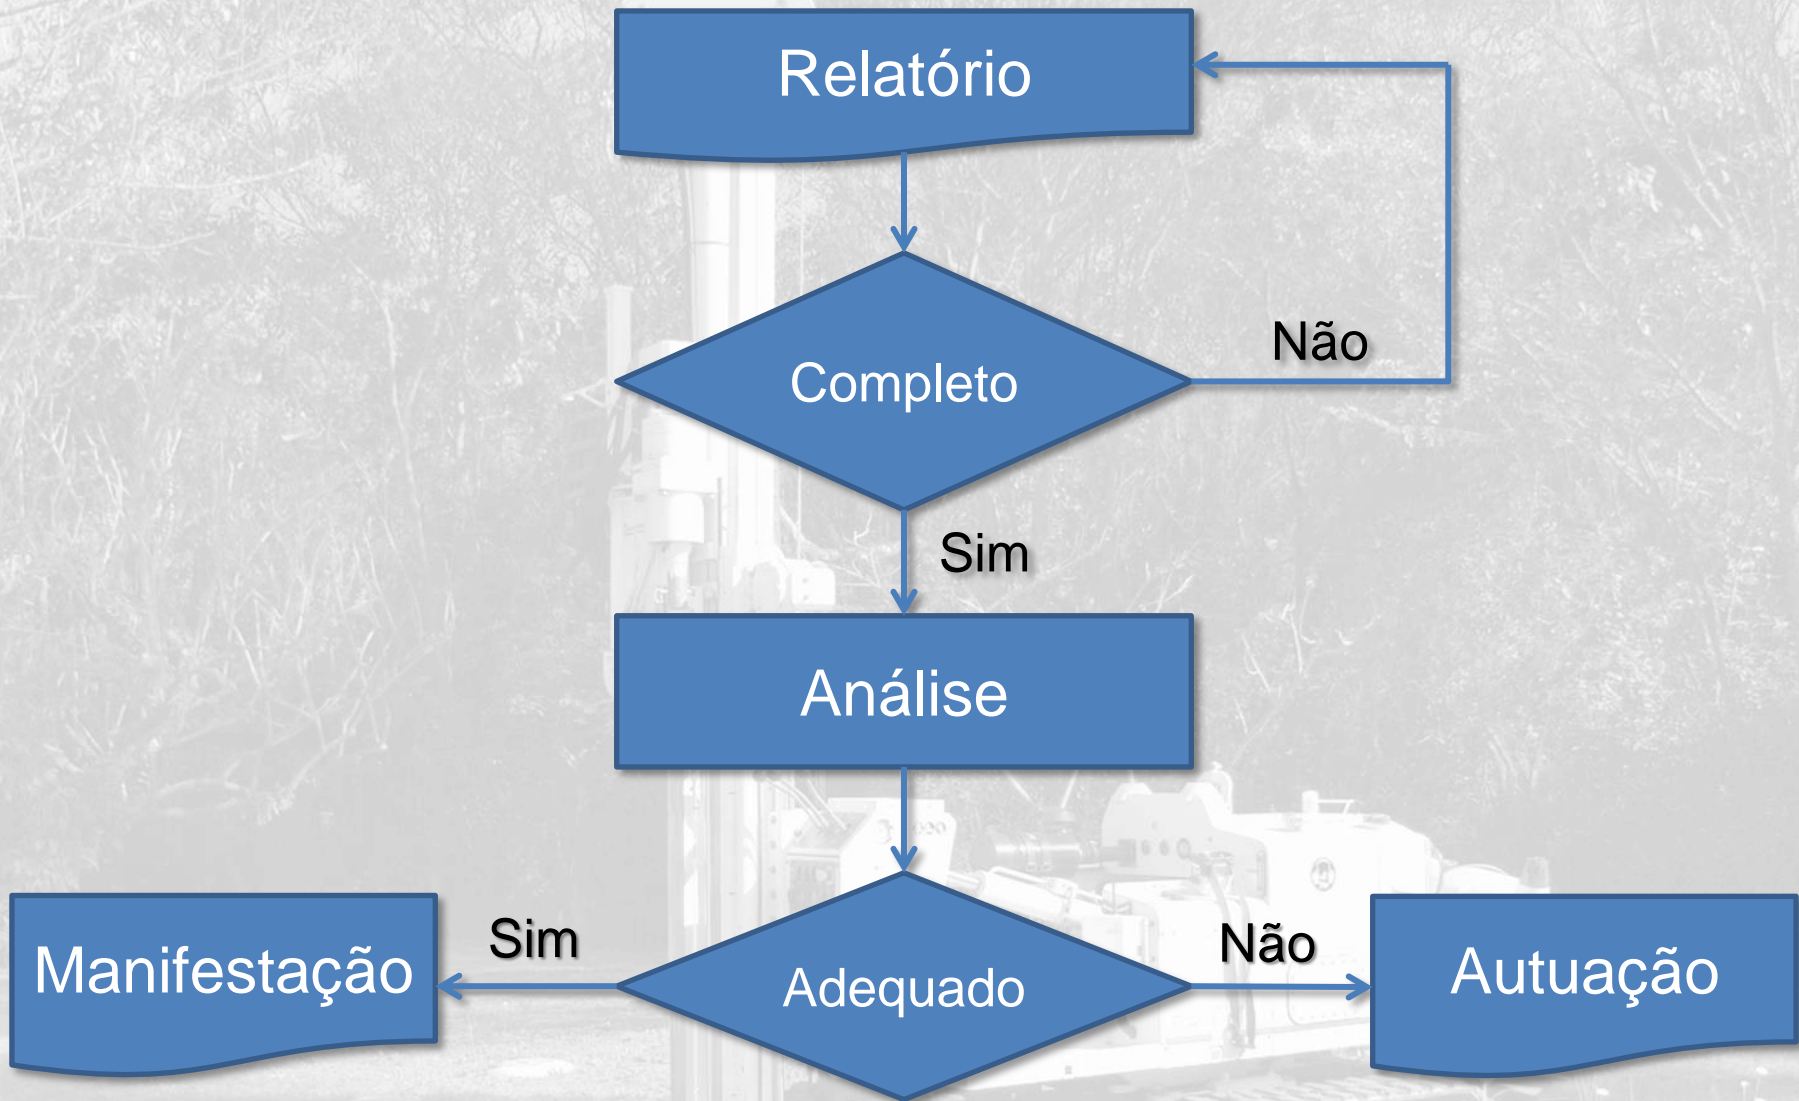 Relatório
Não
Completo
Sim
Análise
Sim
Não
Manifestação
Adequado
Autuação